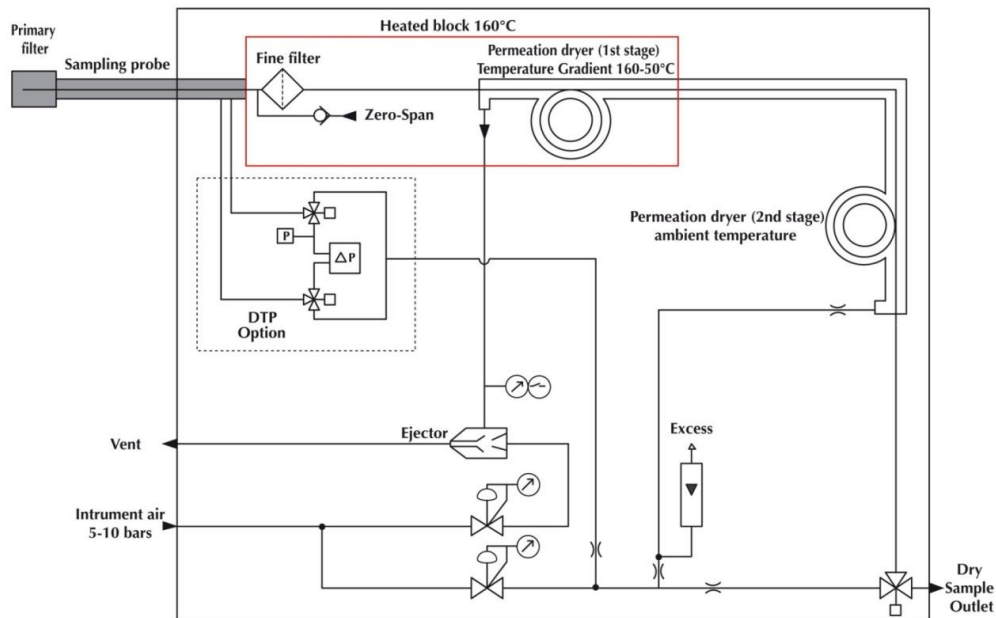 Heated block 160°C
Primary
filter
Sampling probe
Fine filter
Permeation dryer (1st stage)
Temperature Gradient 160-50°C
Zero-Span
P
ΔP
DTP
Option
Permeation dryer (2nd stage)
ambient temperature
Vent
Ejector
Excess
Intrument air
5-10 bars
Dry
Sample
Outlet